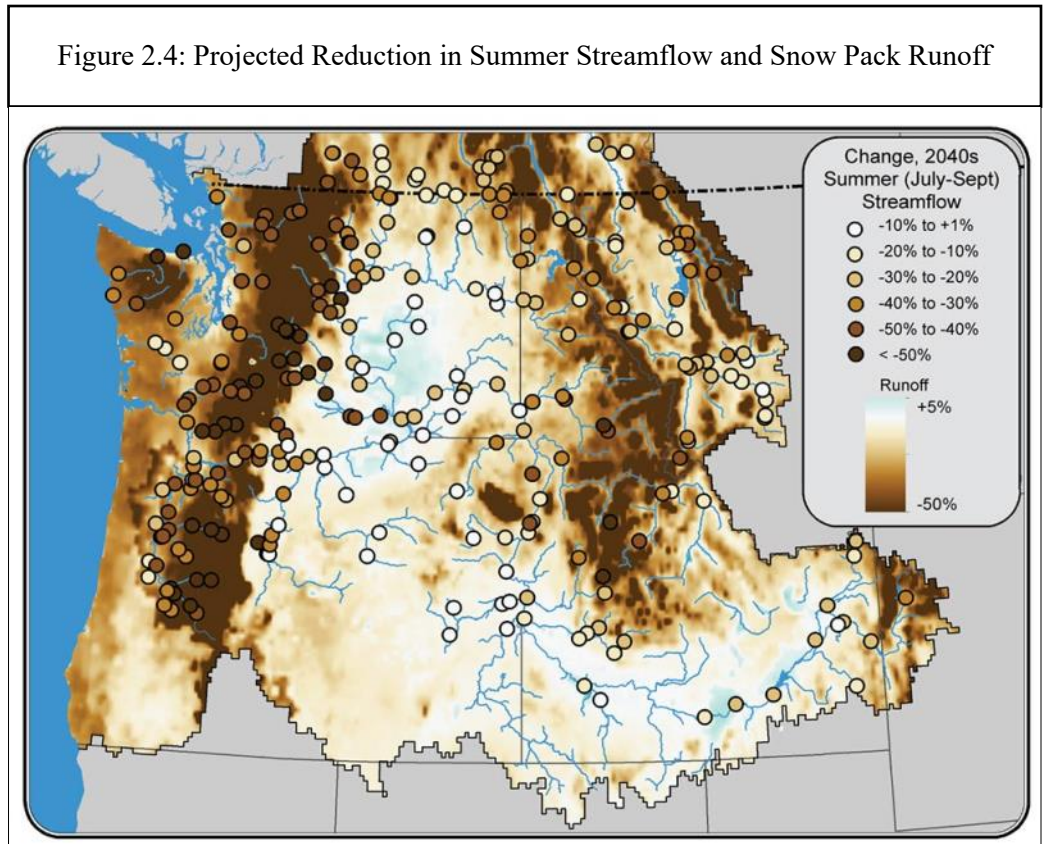 Figure 2.4: Projected Reduction in Summer Streamflow and Snow Pack Runoff
Change, 2040s
Summer (July-Sept)
Streamflow
-10% to +1%
-20% to -10%
-30% to -20%
-40% to -30%
-50% to -40%
< -50%
Runoff
+5%
-50%